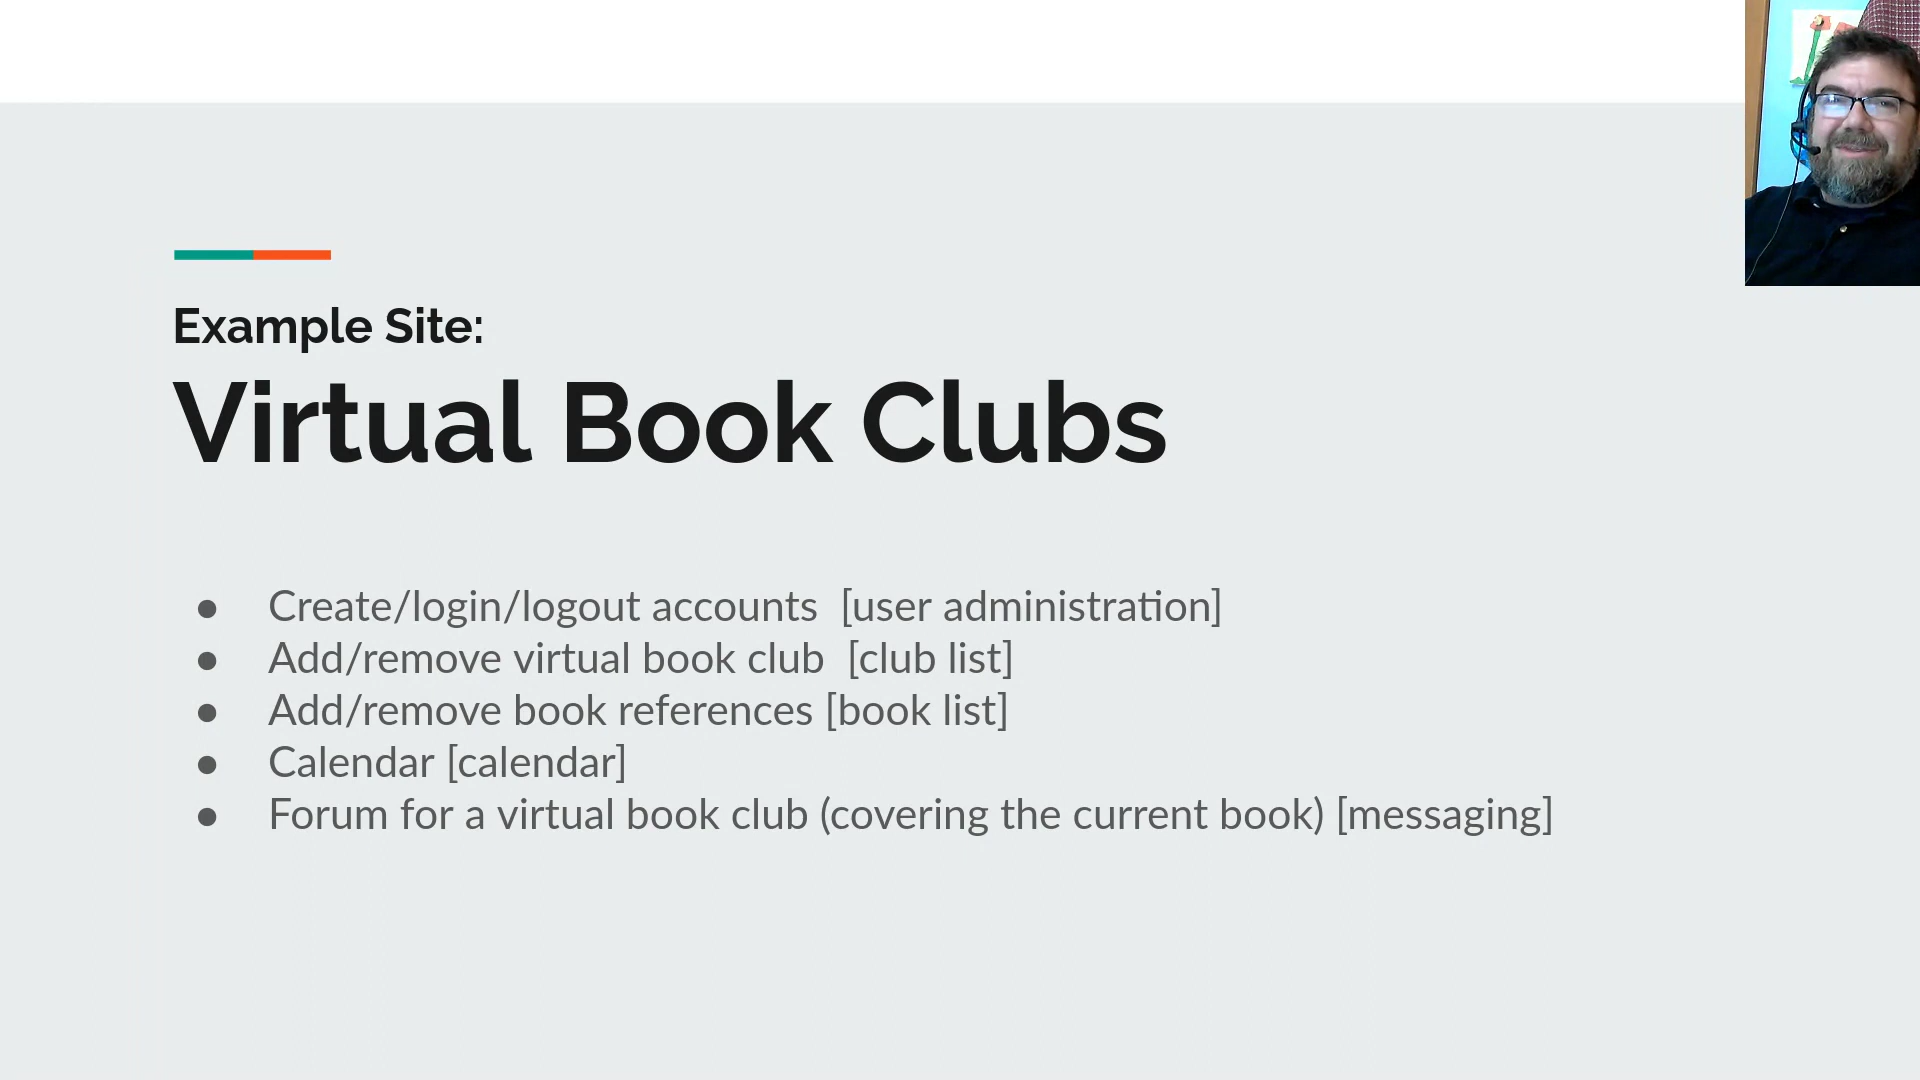 Example Site:
Virtual Book Clubs
● Create/login/logout accounts  [user administration]
● Add/remove virtual book club  [club list]
● Add/remove book references [book list]
● Calendar [calendar]
● Forum for a virtual book club (covering the current book) [messaging]